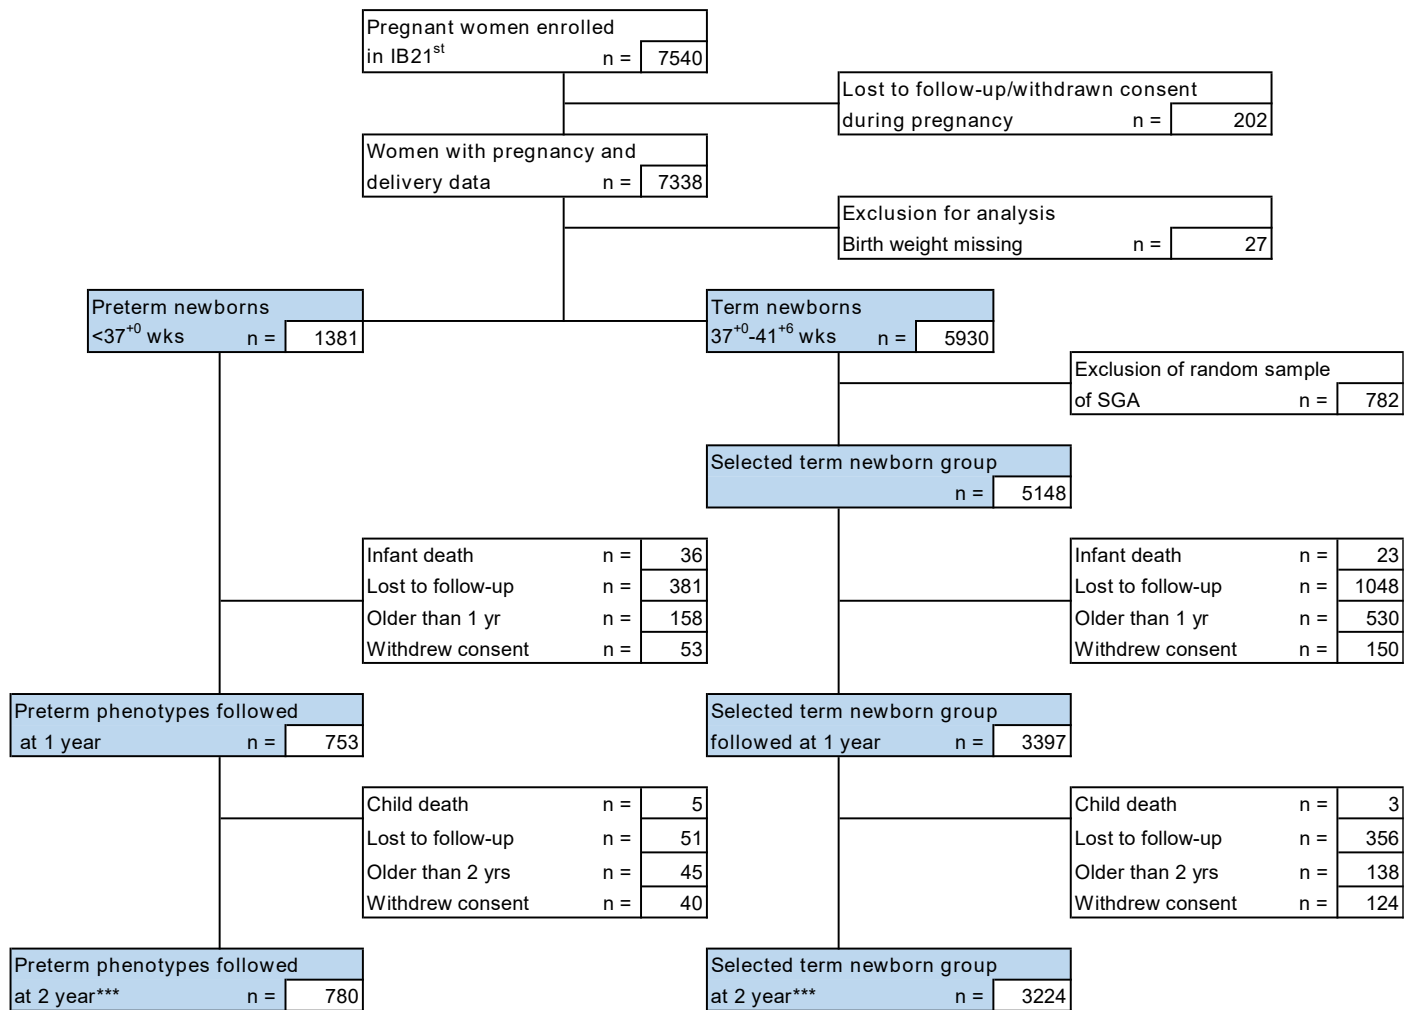 Pregnant women enrolled
in IB21st n = 7540
Lost to follow-up/withdrawn consent
during pregnancy n = 202
Women with pregnancy and
delivery data n = 7338
Exclusion for analysis
Birth weight missing n = 27
Preterm newborns
<37+0 wks n = 1381
Term newborns
37+0-41+6 wks n = 5930
Exclusion of random sample
of SGA n = 782
Selected term newborn group
n = 5148
Infant death n = 36
Lost to follow-up n = 381
Older than 1 yr n = 158
Withdrew consent n = 53
Infant death n = 23
Lost to follow-up n = 1048
Older than 1 yr n = 530
Withdrew consent n = 150
Preterm phenotypes followed
at 1 year n = 753
Selected term newborn group
followed at 1 year n = 3397
Child death n = 5
Lost to follow-up n = 51
Older than 2 yrs n = 45
Withdrew consent n = 40
Child death n = 3
Lost to follow-up n = 356
Older than 2 yrs n = 138
Withdrew consent n = 124
Preterm phenotypes followed
at 2 year*** n = 780
Selected term newborn group
at 2 year*** n = 3224